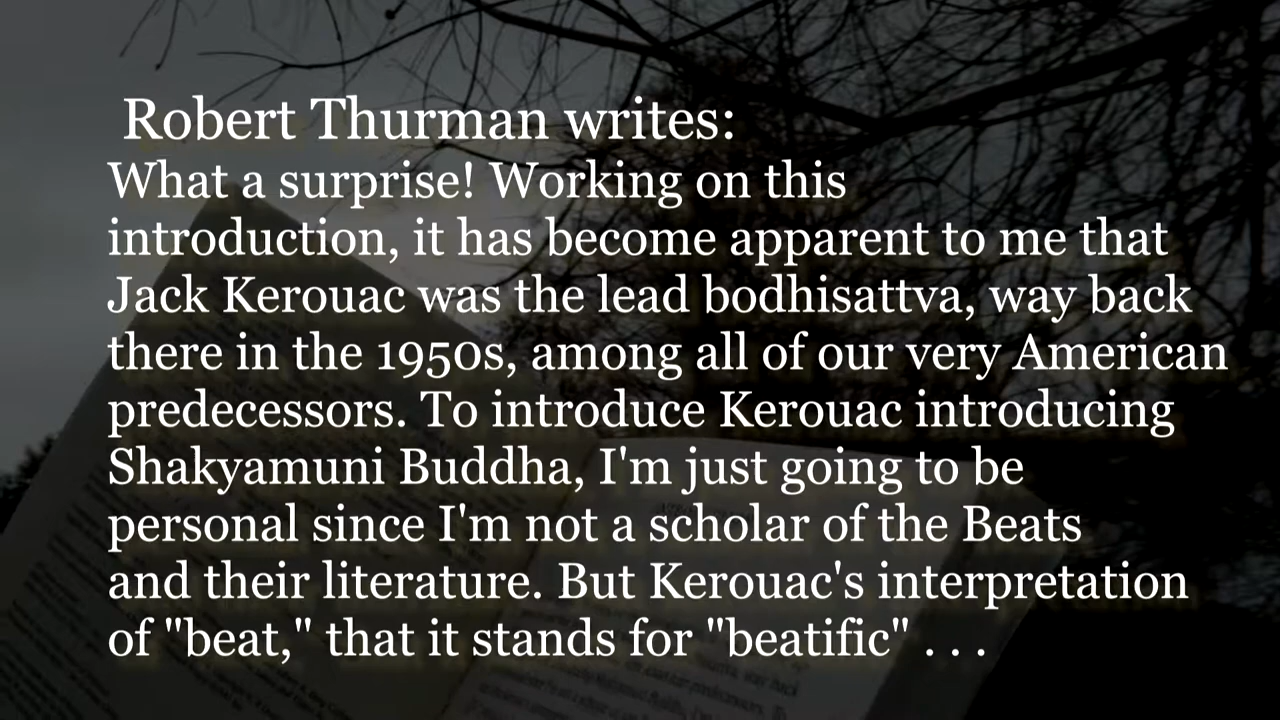 Robert Thurman writes:
What a surprise! Working on this
introduction, it has become apparent to me that
Jack Kerouac was the lead bodhisattva, way back
there in the 1950s, among all of our very American
predecessors. To introduce Kerouac introducing
Shakyamuni Buddha, I'm just going to be
personal since I'm not a scholar of the Beats
and their literature. But Kerouac's interpretation
of "beat," that it stands for "beatific" . . .